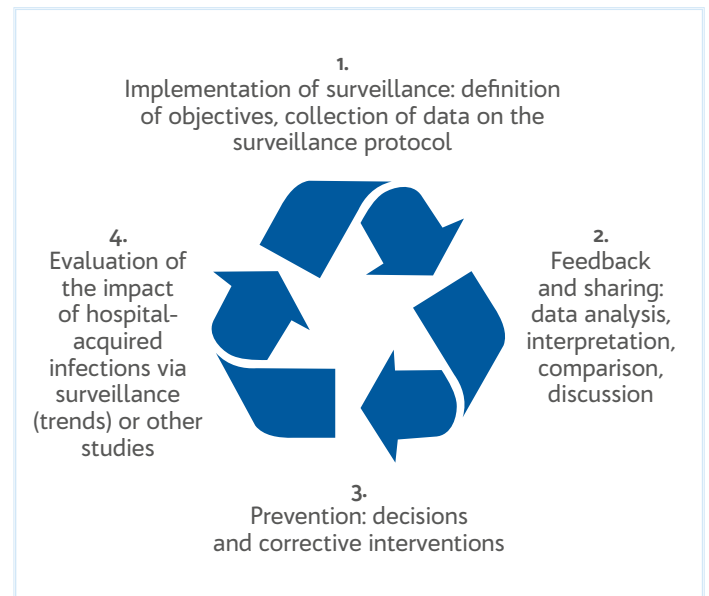 1.
Implementation of surveillance: definition
of objectives, collection of data on the
surveillance protocol
2.
Feedback
and sharing:
data analysis,
interpretation,
comparison,
discussion
3.
Prevention: decisions
and corrective interventions
4.
Evaluation of
the impact
of hospital-
acquired
infections via
surveillance
(trends) or other
studies